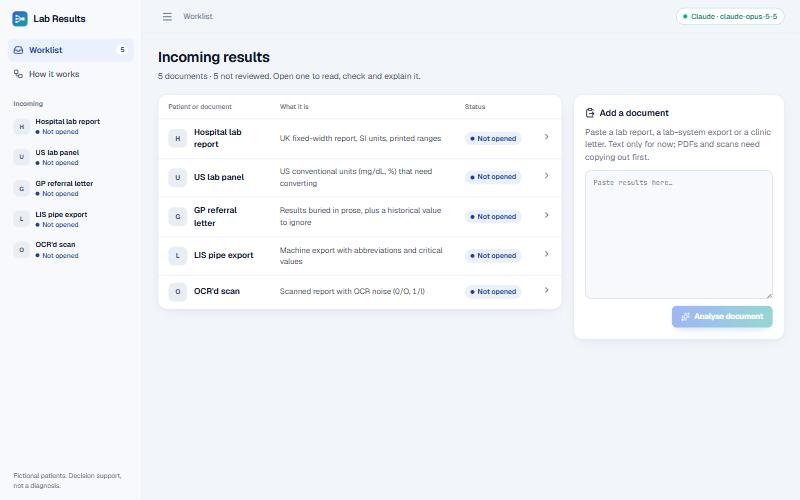 Lab Results
Worklist
5
How it works
Incoming
H
Hospital lab report
Not opened
U
US lab panel
Not opened
G
GP referral letter
Not opened
L
LIS pipe export
Not opened
O
OCR'd scan
Not opened
Fictional patients. Decision support,
not a diagnosis.
Worklist
Claude · claude-opus-5-5
Incoming results
5 documents · 5 not reviewed. Open one to read, check and explain it.
Patient or document
What it is
Status
H
Hospital lab
report
UK fixed-width report, SI units, printed ranges
Not opened
U
US lab panel
US conventional units (mg/dL, %) that need
converting
Not opened
G
GP referral
letter
Results buried in prose, plus a historical value
to ignore
Not opened
L
LIS pipe export
Machine export with abbreviations and critical
values
Not opened
O
OCR'd scan
Scanned report with OCR noise (0/O, 1/l)
Not opened
Add a document
Paste a lab report, a lab-system export or a clinic
letter. Text only for now; PDFs and scans need
copying out first.
Paste results here…
Analyse document